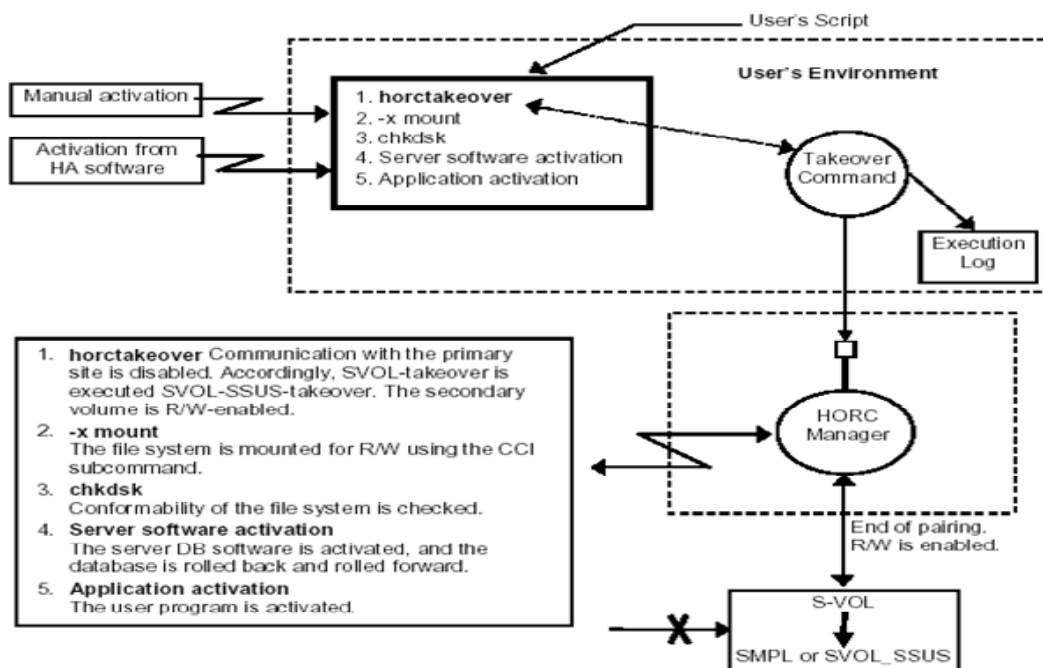 User's Script
User's Environment
Manual activation
Activation from
HA software
1. horctakeover
2. -x mount
3. chkdsk
4. Server software activation
5. Application activation
Takeover
Command
Execution
Log
1. horctakeover Communication with the primary
site is disabled. Accordingly, SVOL-takeover is
executed SVOL-SSUS-takeover. The secondary
volume is R/W-enabled.
2. -x mount
The file system is mounted for R/W using the CCI
subcommand.
3. chkdsk
Conformability of the file system is checked.
4. Server software activation
The server DB software is activated, and the
database is rolled back and rolled forward.
5. Application activation
The user program is activated.
HORC
Manager
End of pairing.
R/W is enabled.
S-VOL
SMPL or SVOL_SSUS